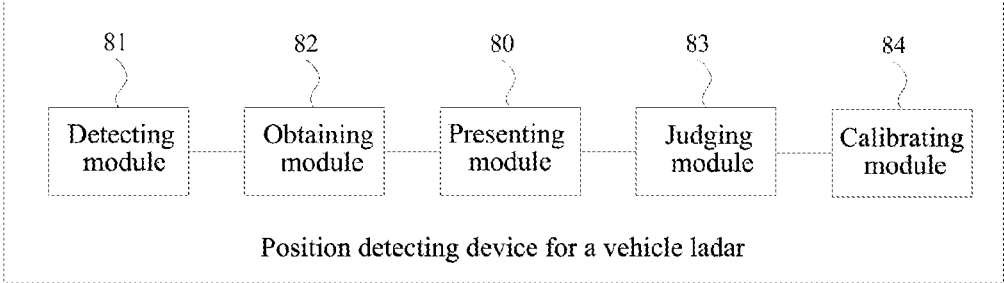 81
82
80
83
84
Detecting
module
Obtaining
module
Presenting
module
Judging
module
Calibrating
module
Position detecting device for a vehicle ladar